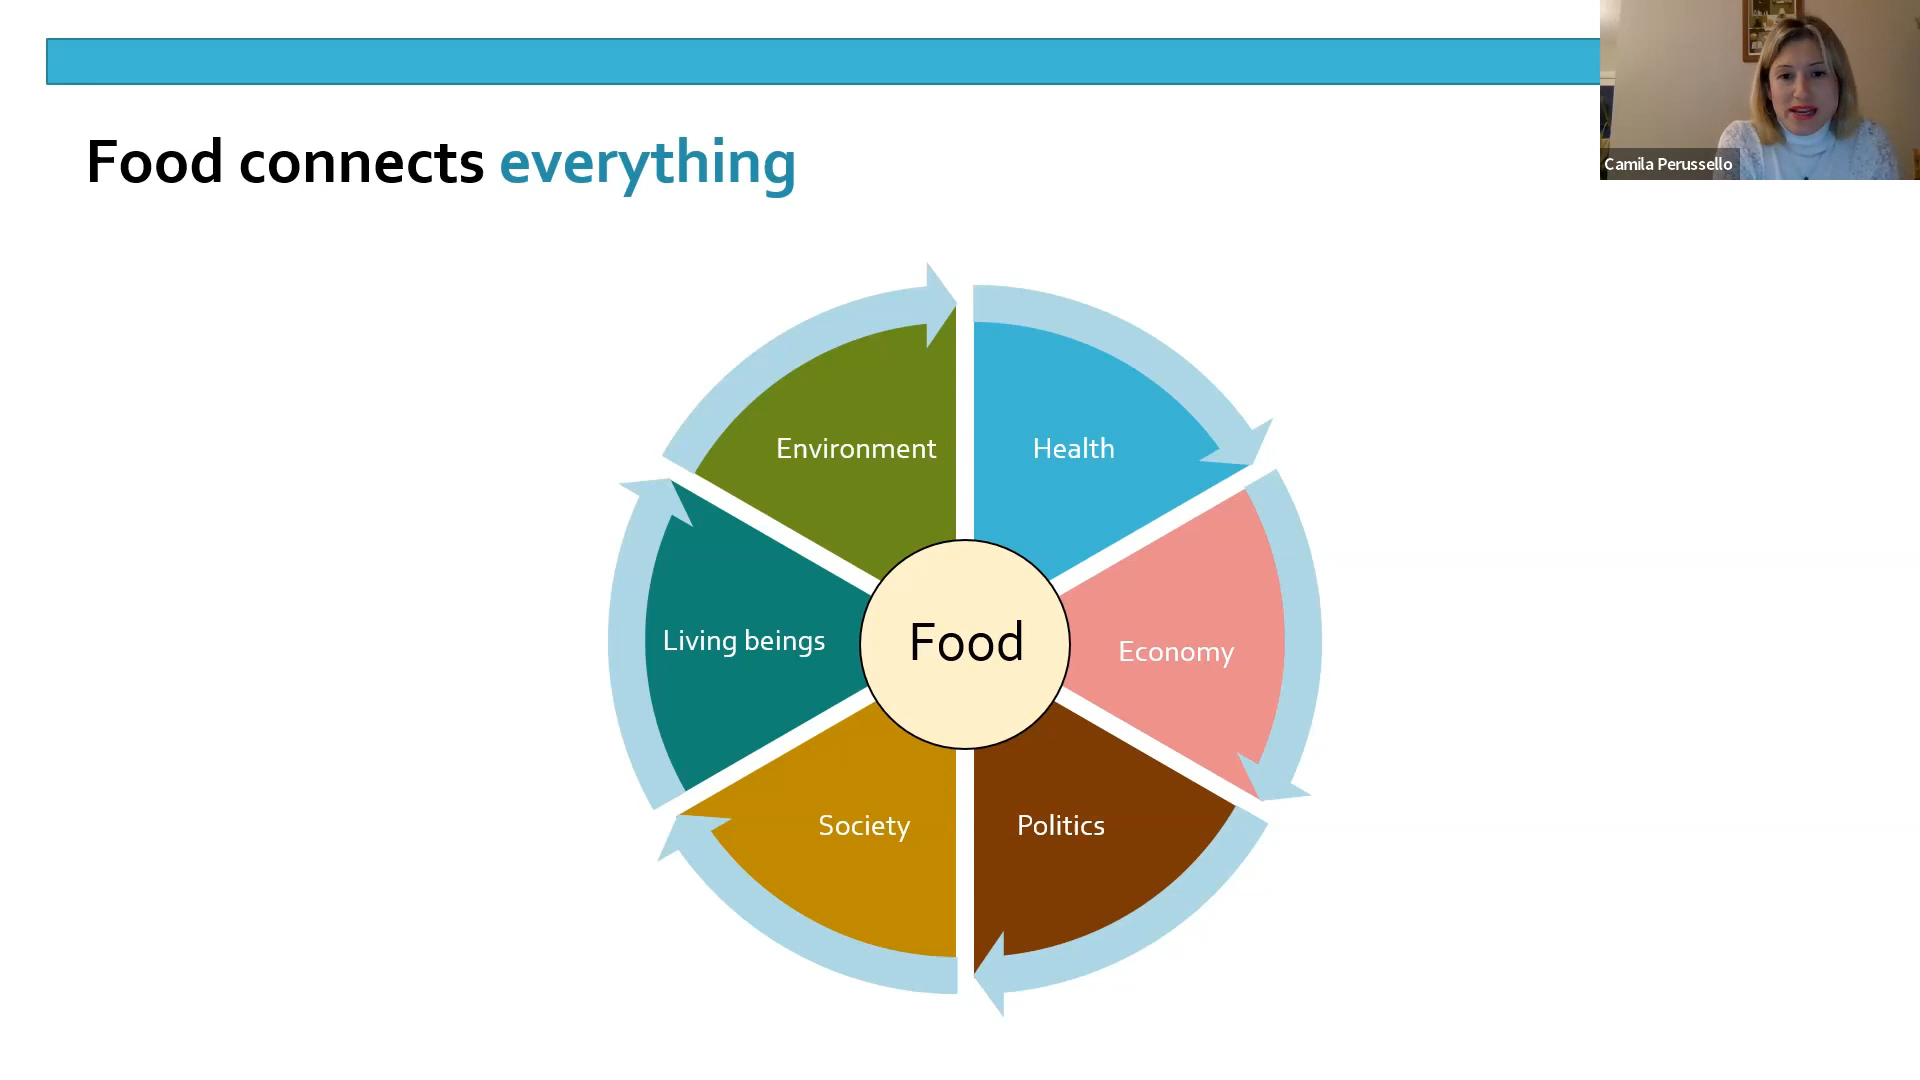 Camila Perussello
Food connects everything
Environment
Health
Living beings
Food
Economy
Society
Politics